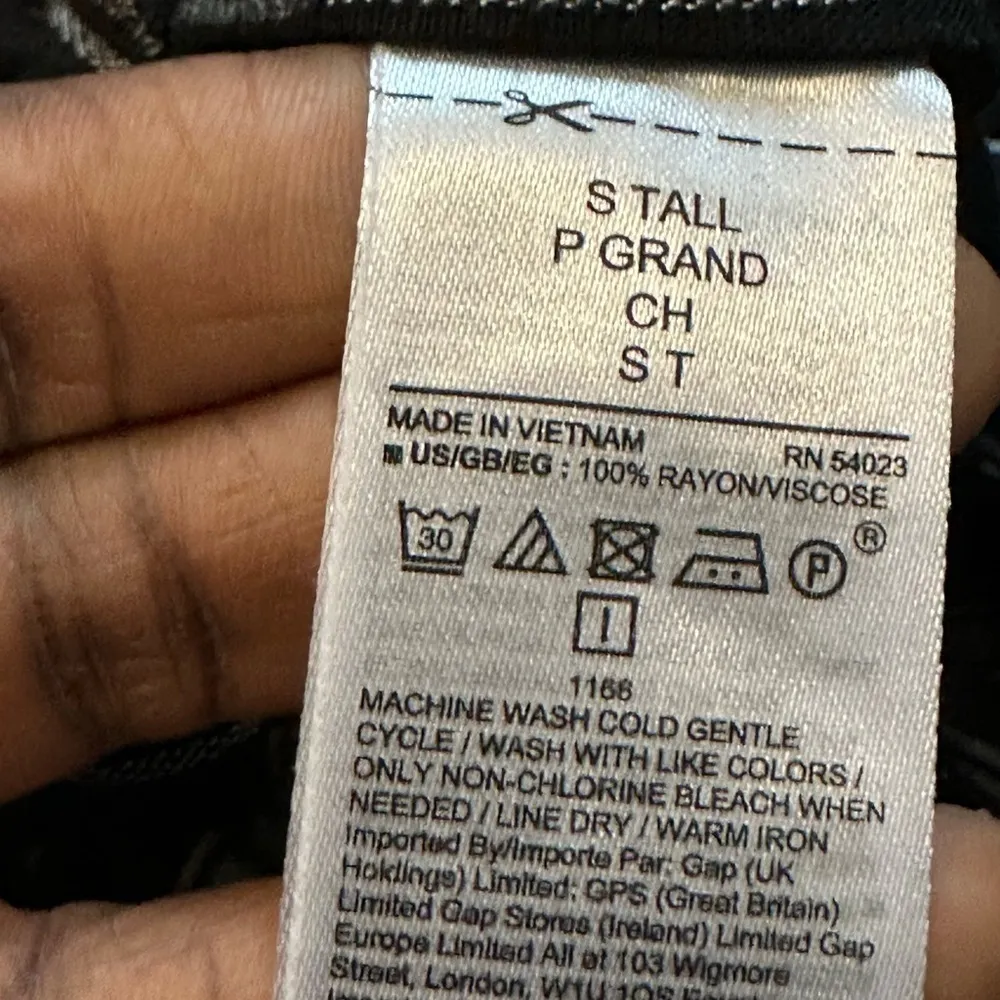 S TALL
P GRAND
CH
S T
MADE IN VIETNAM RN 54023
US/GB/EG : 100% RAYON/VISCOSE
30 P ®
1166
MACHINE WASH COLD GENTLE
CYCLE / WASH WITH LIKE COLORS /
ONLY NON-CHLORINE BLEACH WHEN
NEEDED / LINE DRY / WARM IRON
Imported By/Importe Par: Gap (UK
Holdings) Limited; GPS (Great Britain)
Limited Gap Stores (Ireland) Limited Gap
Europe Limited All at 103 Wigmore
Street, London, W1U 1QS